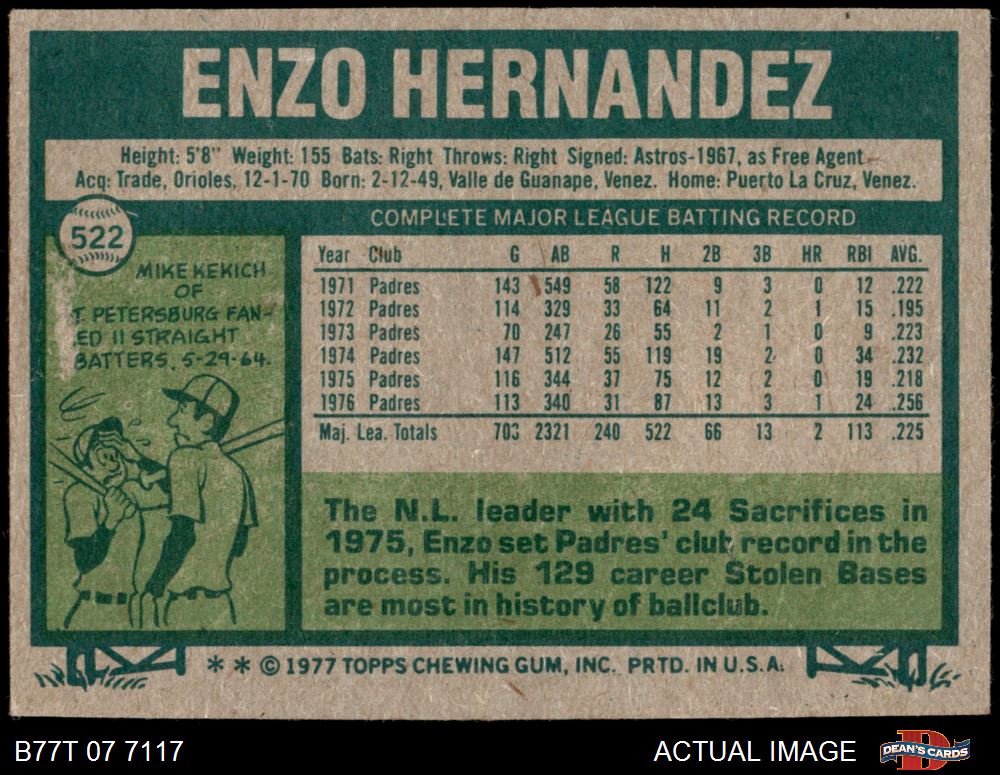 ENZO HERNANDEZ
Height: 5'8" Weight: 155 Bats: Right Throws: Right Signed: Astros-1967, as Free Agent
Acq: Trade, Orioles, 12-1-70 Born: 2-12-49, Valle de Guanape, Venez. Home: Puerto La Cruz, Venez.
522
MIKE KEKICH
OF
T. PETERSBURG FAN-
ED 11 STRAIGHT
BATTERS, 5-29-64.
COMPLETE MAJOR LEAGUE BATTING RECORD
Year Club G AB R H 2B 3B HR RBI AVG.
1971 Padres 143 549 58 122 9 3 0 12 .222
1972 Padres 114 329 33 64 11 2 1 15 .195
1973 Padres 70 247 26 55 2 1 0 9 .223
1974 Padres 147 512 55 119 19 2 0 34 .232
1975 Padres 116 344 37 75 12 2 0 19 .218
1976 Padres 113 340 31 87 13 3 1 24 .256
Maj. Lea. Totals 703 2321 240 522 66 13 2 113 .225
The N.L. leader with 24 Sacrifices in
1975, Enzo set Padres' club record in the
process. His 129 career Stolen Bases
are most in history of ballclub.
* * © 1977 TOPPS CHEWING GUM, INC. PRTD. IN U.S.A.
B77T 07 7117
ACTUAL IMAGE
D
DEAN'S CARDS